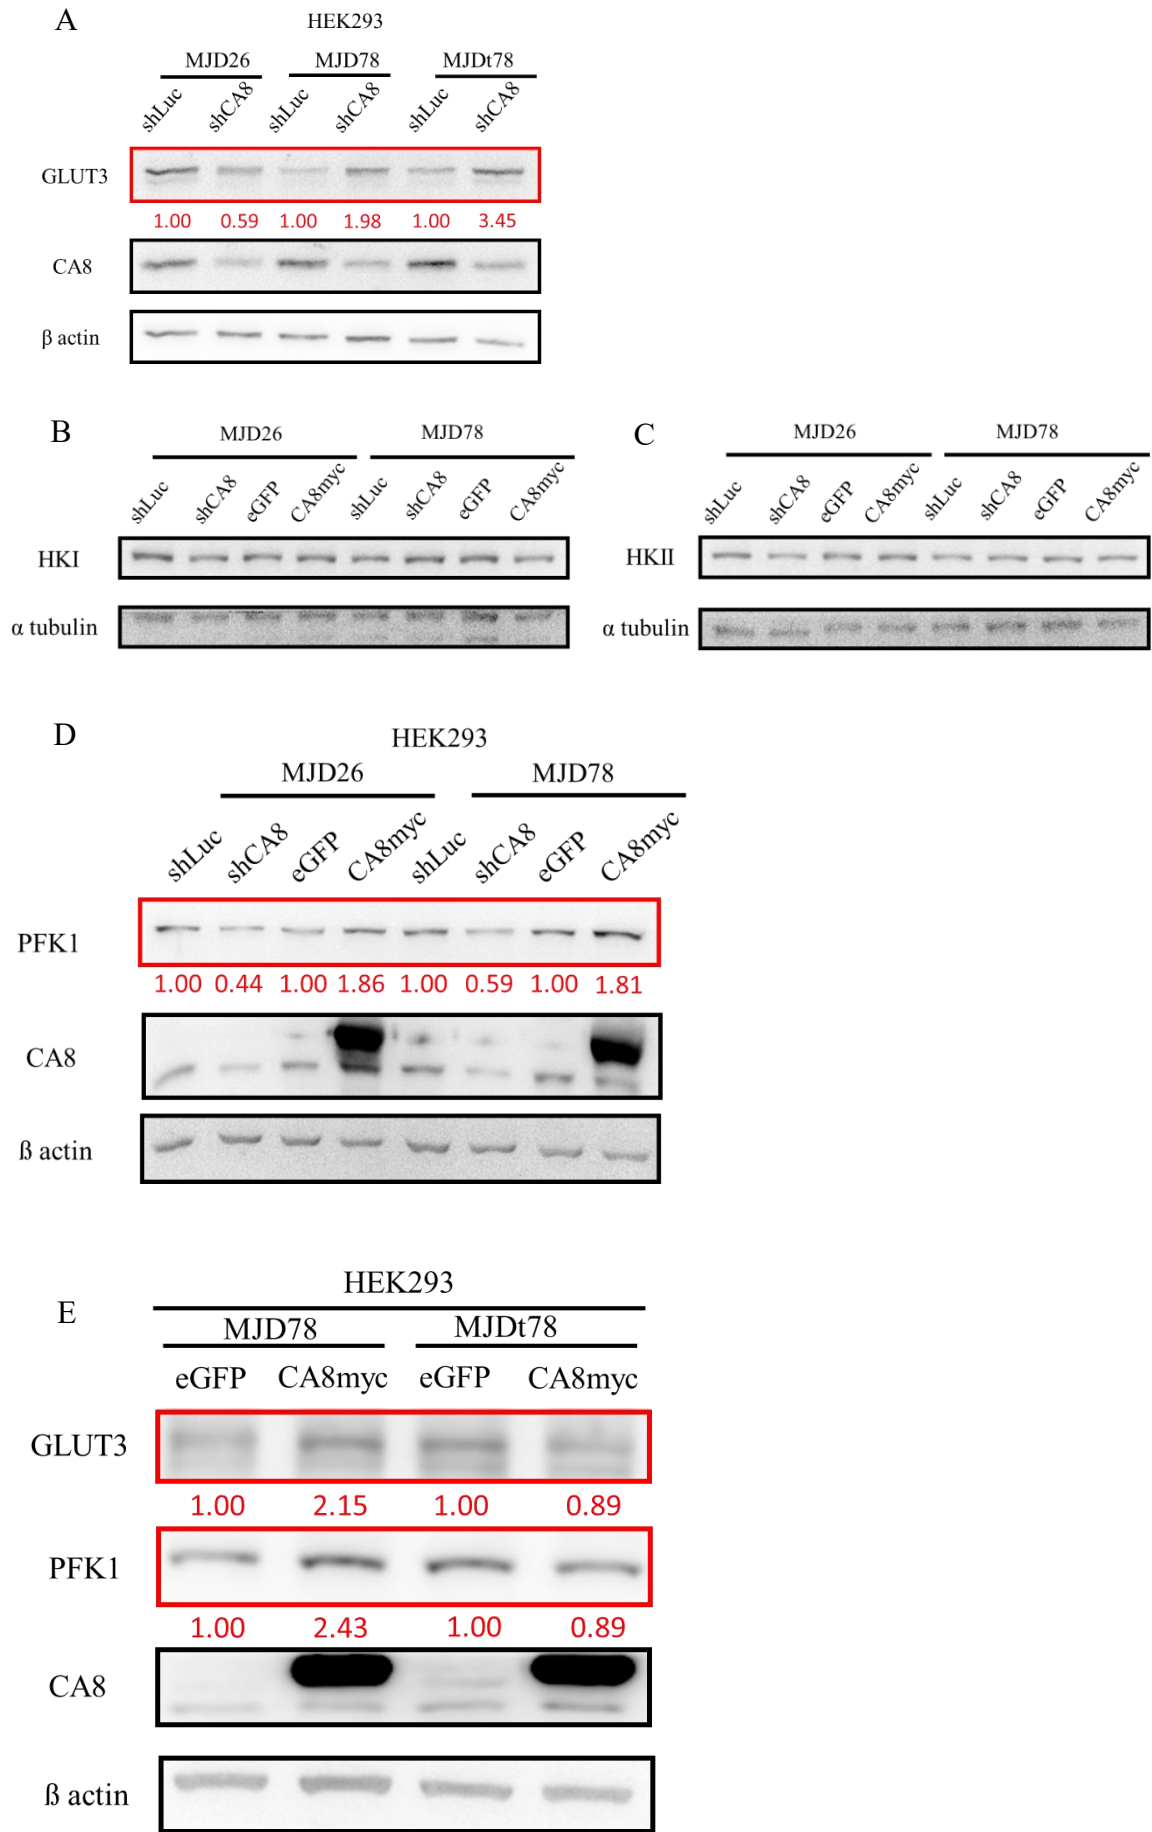 A
HEK293
MJD26 MJD78 MJDt78
shLuc shCA8 shLuc shCA8 shLuc shCA8
GLUT3
1.00 0.59 1.00 1.98 1.00 3.45
CA8
β actin
B
MJD26 MJD78
shLuc shCA8 eGFP CA8myc shLuc shCA8 eGFP CA8myc
HKI
α tubulin
C
MJD26 MJD78
shLuc shCA8 eGFP CA8myc shLuc shCA8 eGFP CA8myc
HKII
α tubulin
D
HEK293
MJD26 MJD78
shLuc shCA8 eGFP CA8myc shLuc shCA8 eGFP CA8myc
PFK1
1.00 0.44 1.00 1.86 1.00 0.59 1.00 1.81
CA8
ß actin
E
HEK293
MJD78 MJDt78
eGFP CA8myc eGFP CA8myc
GLUT3
1.00 2.15 1.00 0.89
PFK1
1.00 2.43 1.00 0.89
CA8
ß actin